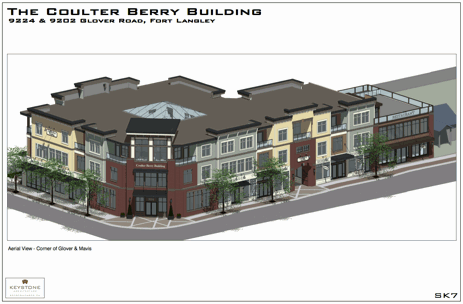 The Coulter Berry Building
9224 & 9202 Glover Road, Fort Langley
Coulter Berry Building
Aerial View - Corner of Glover & Mavis
KEYSTONE
SK7